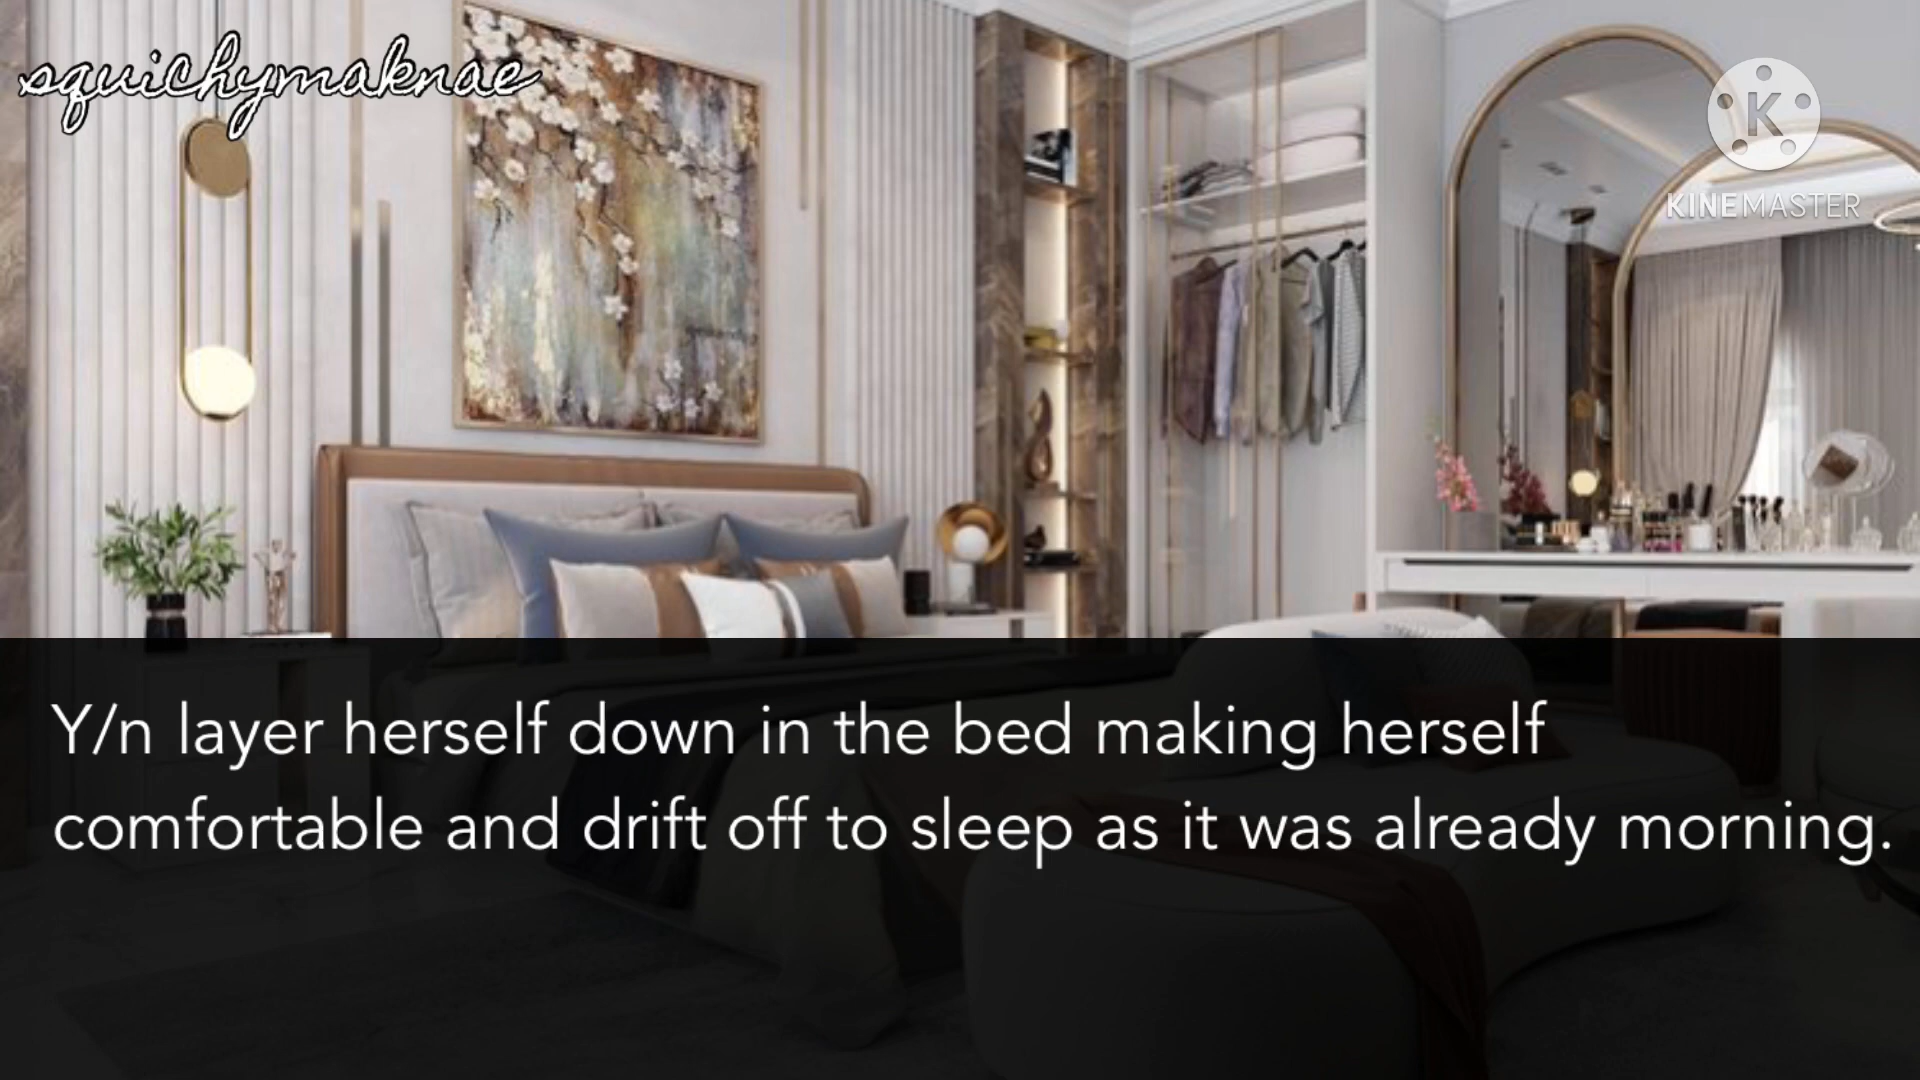 squichymaknae
K
KINEMASTER
Y/n layer herself down in the bed making herself
comfortable and drift off to sleep as it was already morning.